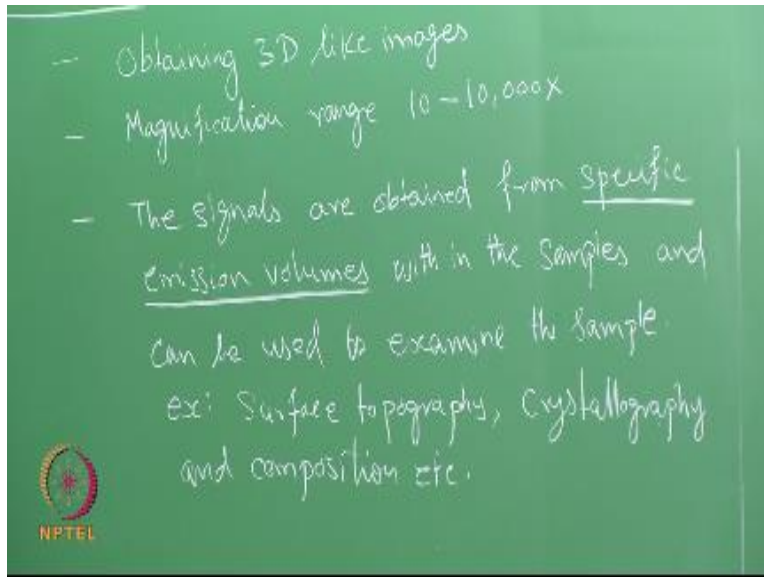 - Obtaining 3D like images
- Magnification range 10-10,000X
- The signals are obtained from specific
emission volumes with in the samples and
can be used to examine the sample.
ex: Surface topography, Crystallography
and composition etc.
NPTEL